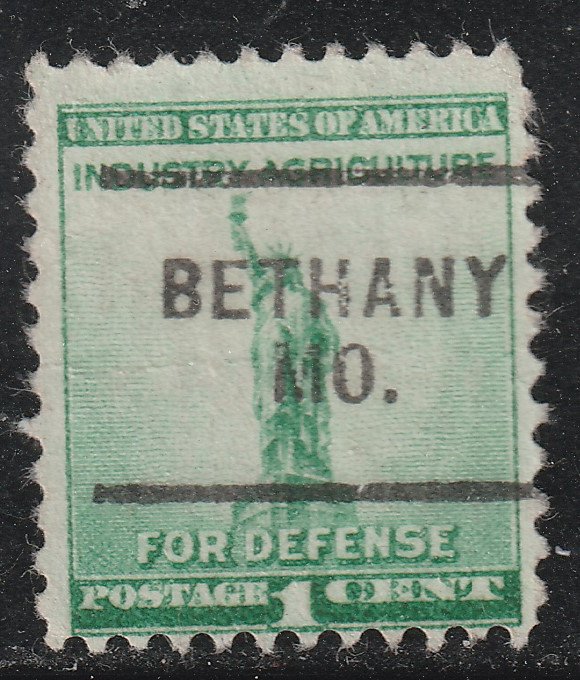 UNITED STATES OF AMERICA
INDUSTRY AGRICULTURE
BETHANY
MO.
FOR DEFENSE
POSTAGE 1 CENT